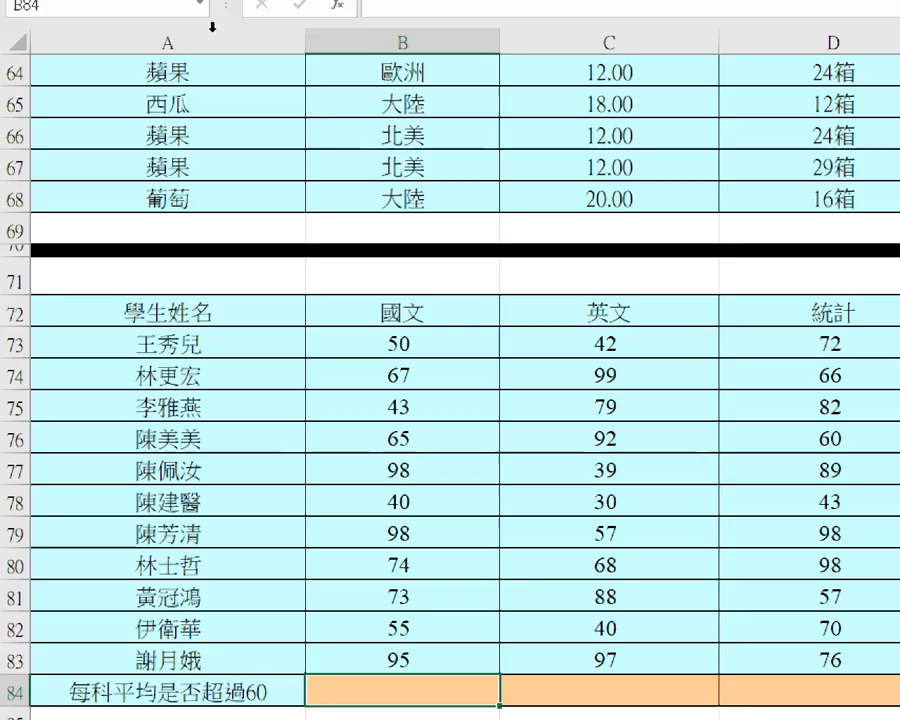 B84 fx
A B C D
64 蘋果 歐洲 12.00 24箱
65 西瓜 大陸 18.00 12箱
66 蘋果 北美 12.00 24箱
67 蘋果 北美 12.00 29箱
68 葡萄 大陸 20.00 16箱
69
70
71
72 學生姓名 國文 英文 統計
73 王秀兒 50 42 72
74 林更宏 67 99 66
75 李雅燕 43 79 82
76 陳美美 65 92 60
77 陳佩汝 98 39 89
78 陳建醫 40 30 43
79 陳芳清 98 57 98
80 林士哲 74 68 98
81 黃冠鴻 73 88 57
82 伊衛華 55 40 70
83 謝月娥 95 97 76
84 每科平均是否超過60